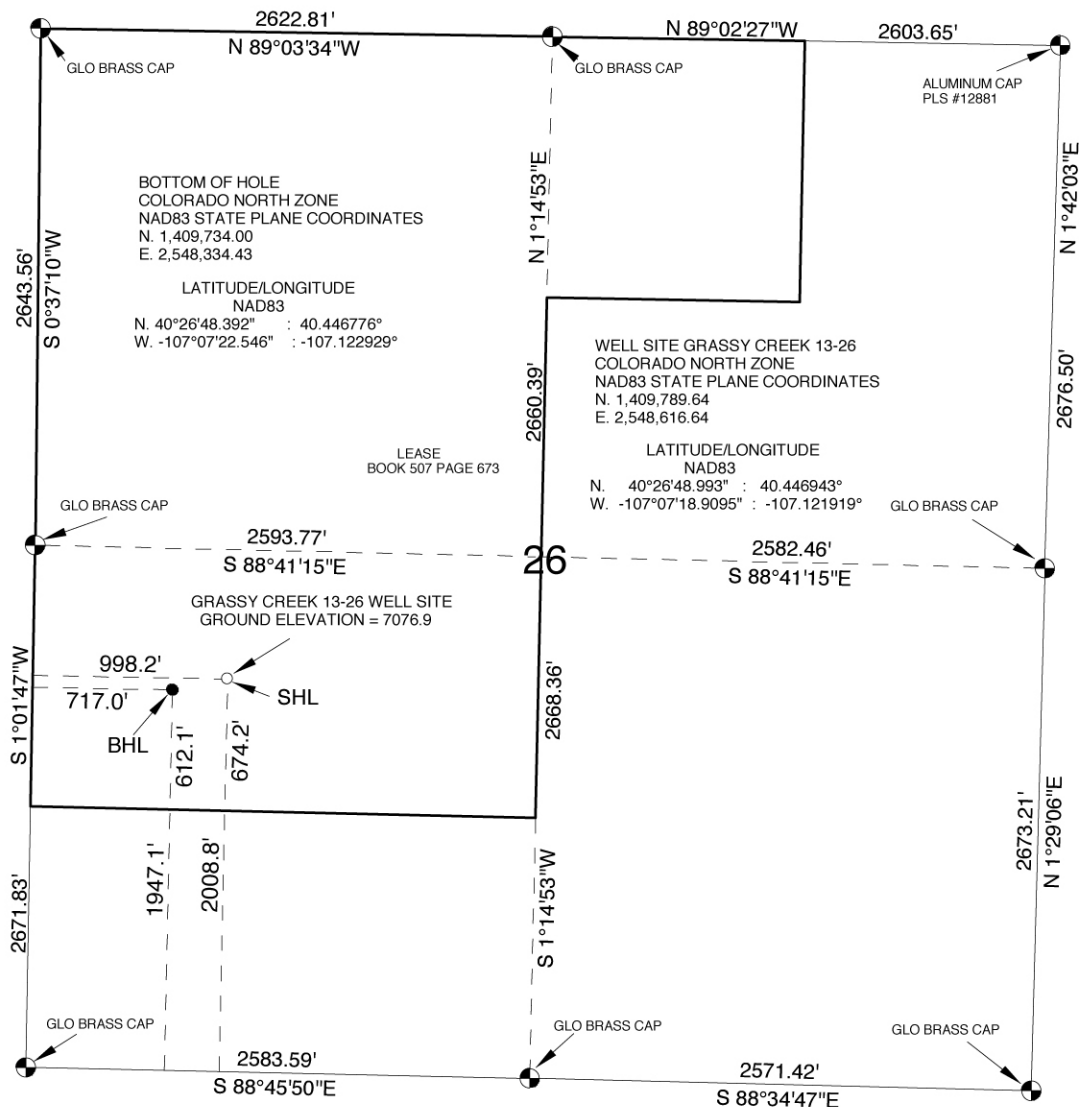 2622.81'
N 89°03'34"W
N 89°02'27"W
2603.65'
GLO BRASS CAP
GLO BRASS CAP
ALUMINUM CAP
PLS #12881
BOTTOM OF HOLE
COLORADO NORTH ZONE
NAD83 STATE PLANE COORDINATES
N. 1,409,734.00
E. 2,548,334.43
LATITUDE/LONGITUDE
NAD83
N. 40°26'48.392" : 40.446776°
W. -107°07'22.546" : -107.122929°
2643.56'
S 0°37'10"W
N 1°14'53"E
N 1°42'03"E
2660.39'
2676.50'
WELL SITE GRASSY CREEK 13-26
COLORADO NORTH ZONE
NAD83 STATE PLANE COORDINATES
N. 1,409,789.64
E. 2,548,616.64
LATITUDE/LONGITUDE
NAD83
N. 40°26'48.993" : 40.446943°
W. -107°07'18.9095" : -107.121919°
LEASE
BOOK 507 PAGE 673
GLO BRASS CAP
GLO BRASS CAP
2593.77'
S 88°41'15"E
26
2582.46'
S 88°41'15"E
GRASSY CREEK 13-26 WELL SITE
GROUND ELEVATION = 7076.9
998.2'
717.0'
SHL
BHL
S 1°01'47"W
612.1'
674.2'
2668.36'
2673.21'
N 1°29'06"E
2671.83'
1947.1'
2008.8'
S 1°14'53"W
GLO BRASS CAP
GLO BRASS CAP
GLO BRASS CAP
2583.59'
S 88°45'50"E
2571.42'
S 88°34'47"E